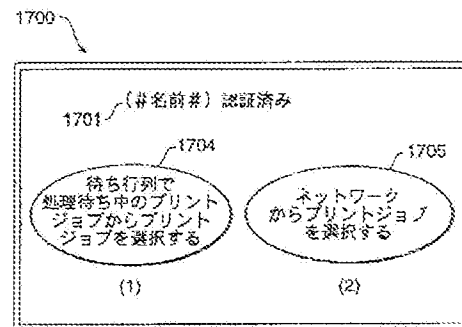 1700
(#名前#) 認証済み
1701
1704
待ち行列で
処理待ち中のプリント
ジョブからプリント
ジョブを選択する
(1)
1705
ネットワーク
からプリントジョブ
を選択する
(2)